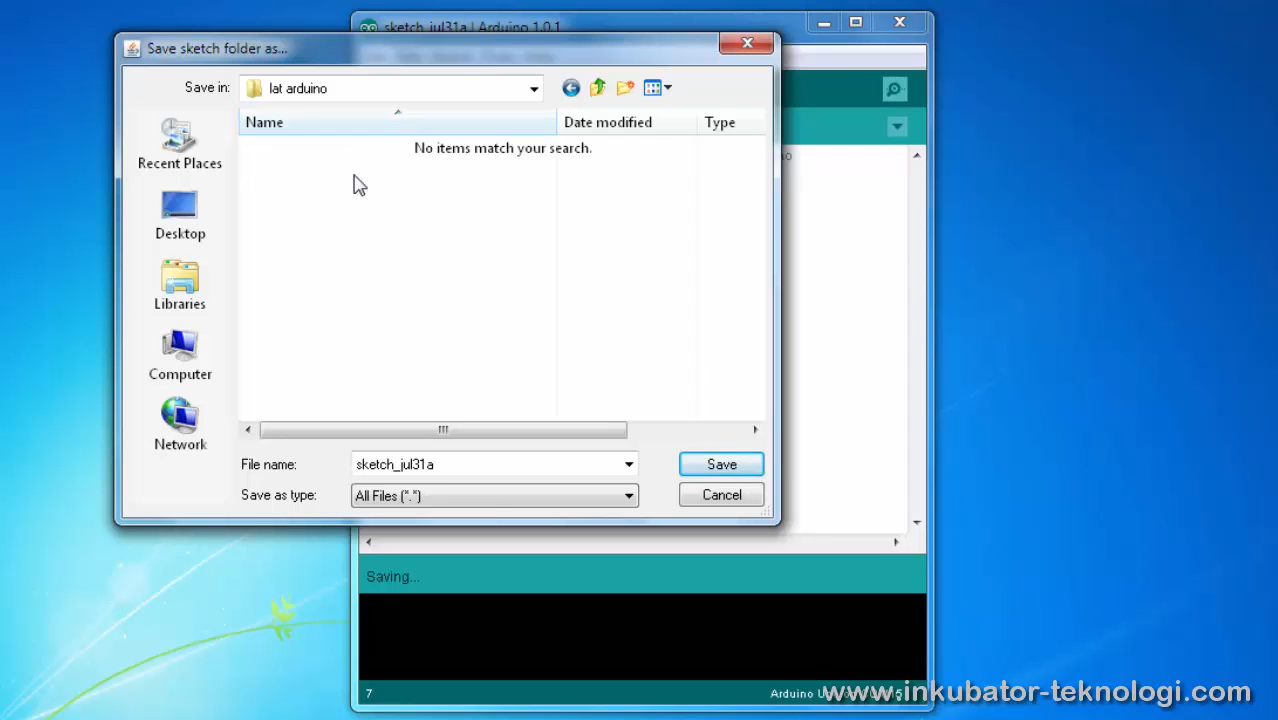 sketch_jul31a | Arduino 1.0.1
Save sketch folder as...
Save in:
lat arduino
Name
Date modified
Type
No items match your search.
Recent Places
Desktop
Libraries
Computer
Network
File name:
sketch_jul31a
Save
Save as type:
All Files (*.*)
Cancel
Saving...
7
Arduino
www.inkubator-teknologi.com